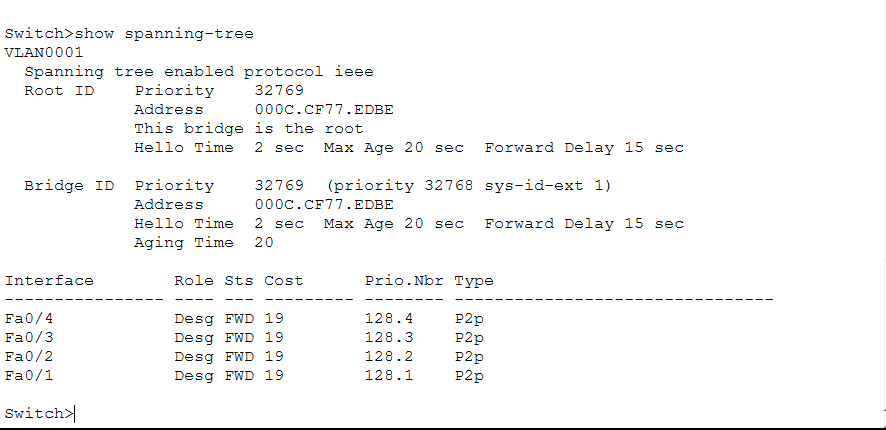 Switch>show spanning-tree
VLAN0001
  Spanning tree enabled protocol ieee
  Root ID    Priority    32769
             Address     000C.CF77.EDBE
             This bridge is the root
             Hello Time  2 sec  Max Age 20 sec  Forward Delay 15 sec

  Bridge ID  Priority    32769  (priority 32768 sys-id-ext 1)
             Address     000C.CF77.EDBE
             Hello Time  2 sec  Max Age 20 sec  Forward Delay 15 sec
             Aging Time  20

Interface        Role Sts Cost      Prio.Nbr Type
---------------- ---- --- --------- -------- --------------------------------
Fa0/4            Desg FWD 19        128.4    P2p
Fa0/3            Desg FWD 19        128.3    P2p
Fa0/2            Desg FWD 19        128.2    P2p
Fa0/1            Desg FWD 19        128.1    P2p

Switch>